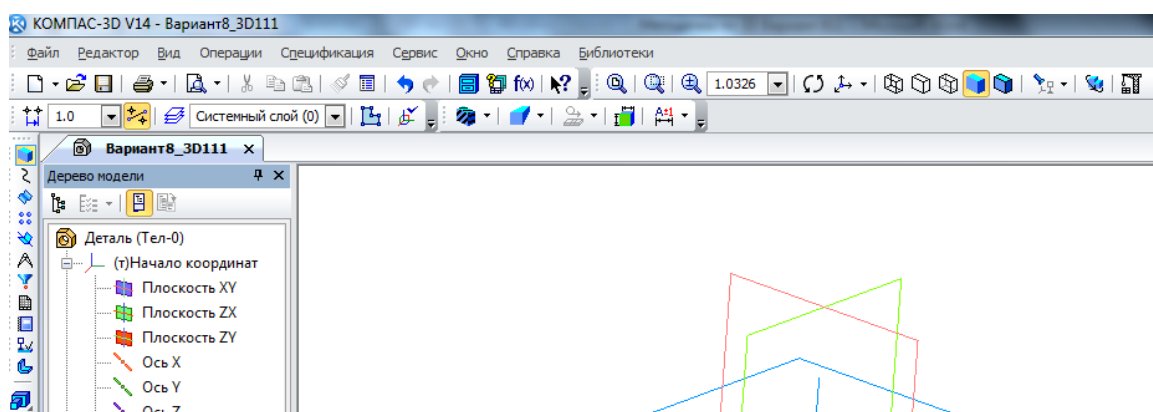 КОМПАС-3D V14 - Вариант8_3D111
Файл Редактор Вид Операции Спецификация Сервис Окно Справка Библиотеки
f(x) 1.0326
1.0 Системный слой (0)
Вариант8_3D111
Дерево модели
Деталь (Тел-0)
(т)Начало координат
Плоскость XY
Плоскость ZX
Плоскость ZY
Ось X
Ось Y
Ось Z